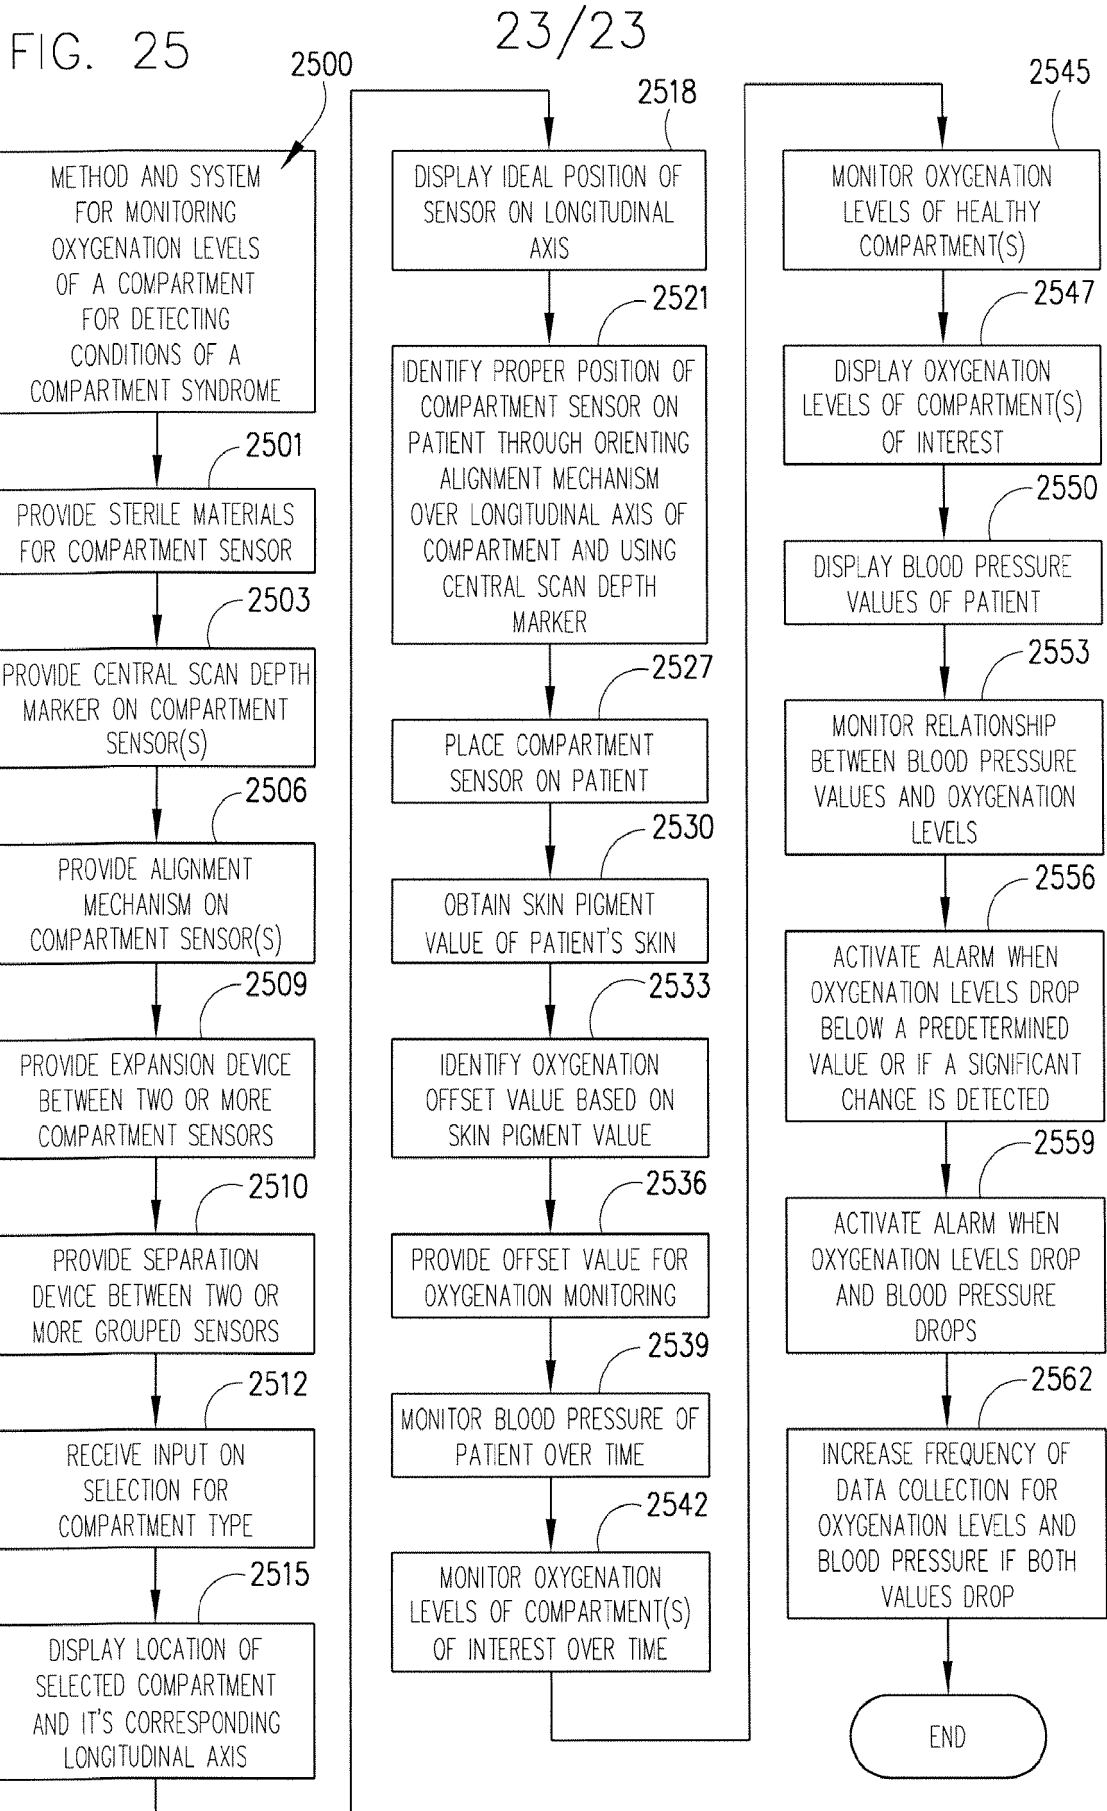 FIG. 25
23/23
2500
METHOD AND SYSTEM
FOR MONITORING
OXYGENATION LEVELS
OF A COMPARTMENT
FOR DETECTING
CONDITIONS OF A
COMPARTMENT SYNDROME
2501
PROVIDE STERILE MATERIALS
FOR COMPARTMENT SENSOR
2503
PROVIDE CENTRAL SCAN DEPTH
MARKER ON COMPARTMENT
SENSOR(S)
2506
PROVIDE ALIGNMENT
MECHANISM ON
COMPARTMENT SENSOR(S)
2509
PROVIDE EXPANSION DEVICE
BETWEEN TWO OR MORE
COMPARTMENT SENSORS
2510
PROVIDE SEPARATION
DEVICE BETWEEN TWO OR
MORE GROUPED SENSORS
2512
RECEIVE INPUT ON
SELECTION FOR
COMPARTMENT TYPE
2515
DISPLAY LOCATION OF
SELECTED COMPARTMENT
AND IT'S CORRESPONDING
LONGITUDINAL AXIS
2518
DISPLAY IDEAL POSITION OF
SENSOR ON LONGITUDINAL
AXIS
2521
IDENTIFY PROPER POSITION OF
COMPARTMENT SENSOR ON
PATIENT THROUGH ORIENTING
ALIGNMENT MECHANISM
OVER LONGITUDINAL AXIS OF
COMPARTMENT AND USING
CENTRAL SCAN DEPTH
MARKER
2527
PLACE COMPARTMENT
SENSOR ON PATIENT
2530
OBTAIN SKIN PIGMENT
VALUE OF PATIENT'S SKIN
2533
IDENTIFY OXYGENATION
OFFSET VALUE BASED ON
SKIN PIGMENT VALUE
2536
PROVIDE OFFSET VALUE FOR
OXYGENATION MONITORING
2539
MONITOR BLOOD PRESSURE OF
PATIENT OVER TIME
2542
MONITOR OXYGENATION
LEVELS OF COMPARTMENT(S)
OF INTEREST OVER TIME
2545
MONITOR OXYGENATION
LEVELS OF HEALTHY
COMPARTMENT(S)
2547
DISPLAY OXYGENATION
LEVELS OF COMPARTMENT(S)
OF INTEREST
2550
DISPLAY BLOOD PRESSURE
VALUES OF PATIENT
2553
MONITOR RELATIONSHIP
BETWEEN BLOOD PRESSURE
VALUES AND OXYGENATION
LEVELS
2556
ACTIVATE ALARM WHEN
OXYGENATION LEVELS DROP
BELOW A PREDETERMINED
VALUE OR IF A SIGNIFICANT
CHANGE IS DETECTED
2559
ACTIVATE ALARM WHEN
OXYGENATION LEVELS DROP
AND BLOOD PRESSURE
DROPS
2562
INCREASE FREQUENCY OF
DATA COLLECTION FOR
OXYGENATION LEVELS AND
BLOOD PRESSURE IF BOTH
VALUES DROP
END